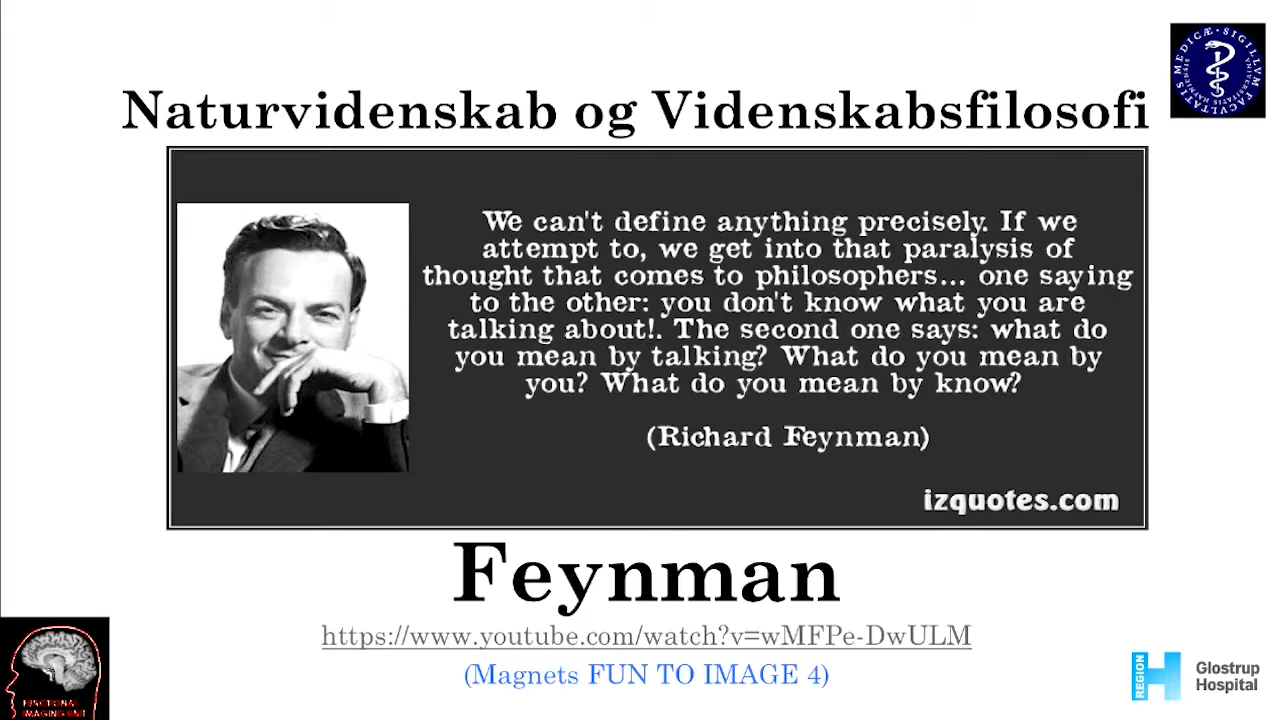 Naturvidenskab og Videnskabsfilosofi
We can't define anything precisely. If we
attempt to, we get into that paralysis of
thought that comes to philosophers... one saying
to the other: you don't know what you are
talking about!. The second one says: what do
you mean by talking? What do you mean by
you? What do you mean by know?
(Richard Feynman)
izquotes.com
Feynman
https://www.youtube.com/watch?v=wMFPe-DwULM
(Magnets FUN TO IMAGE 4)
FUNCTIONAL
IMAGING UNIT
REGION
Glostrup
Hospital